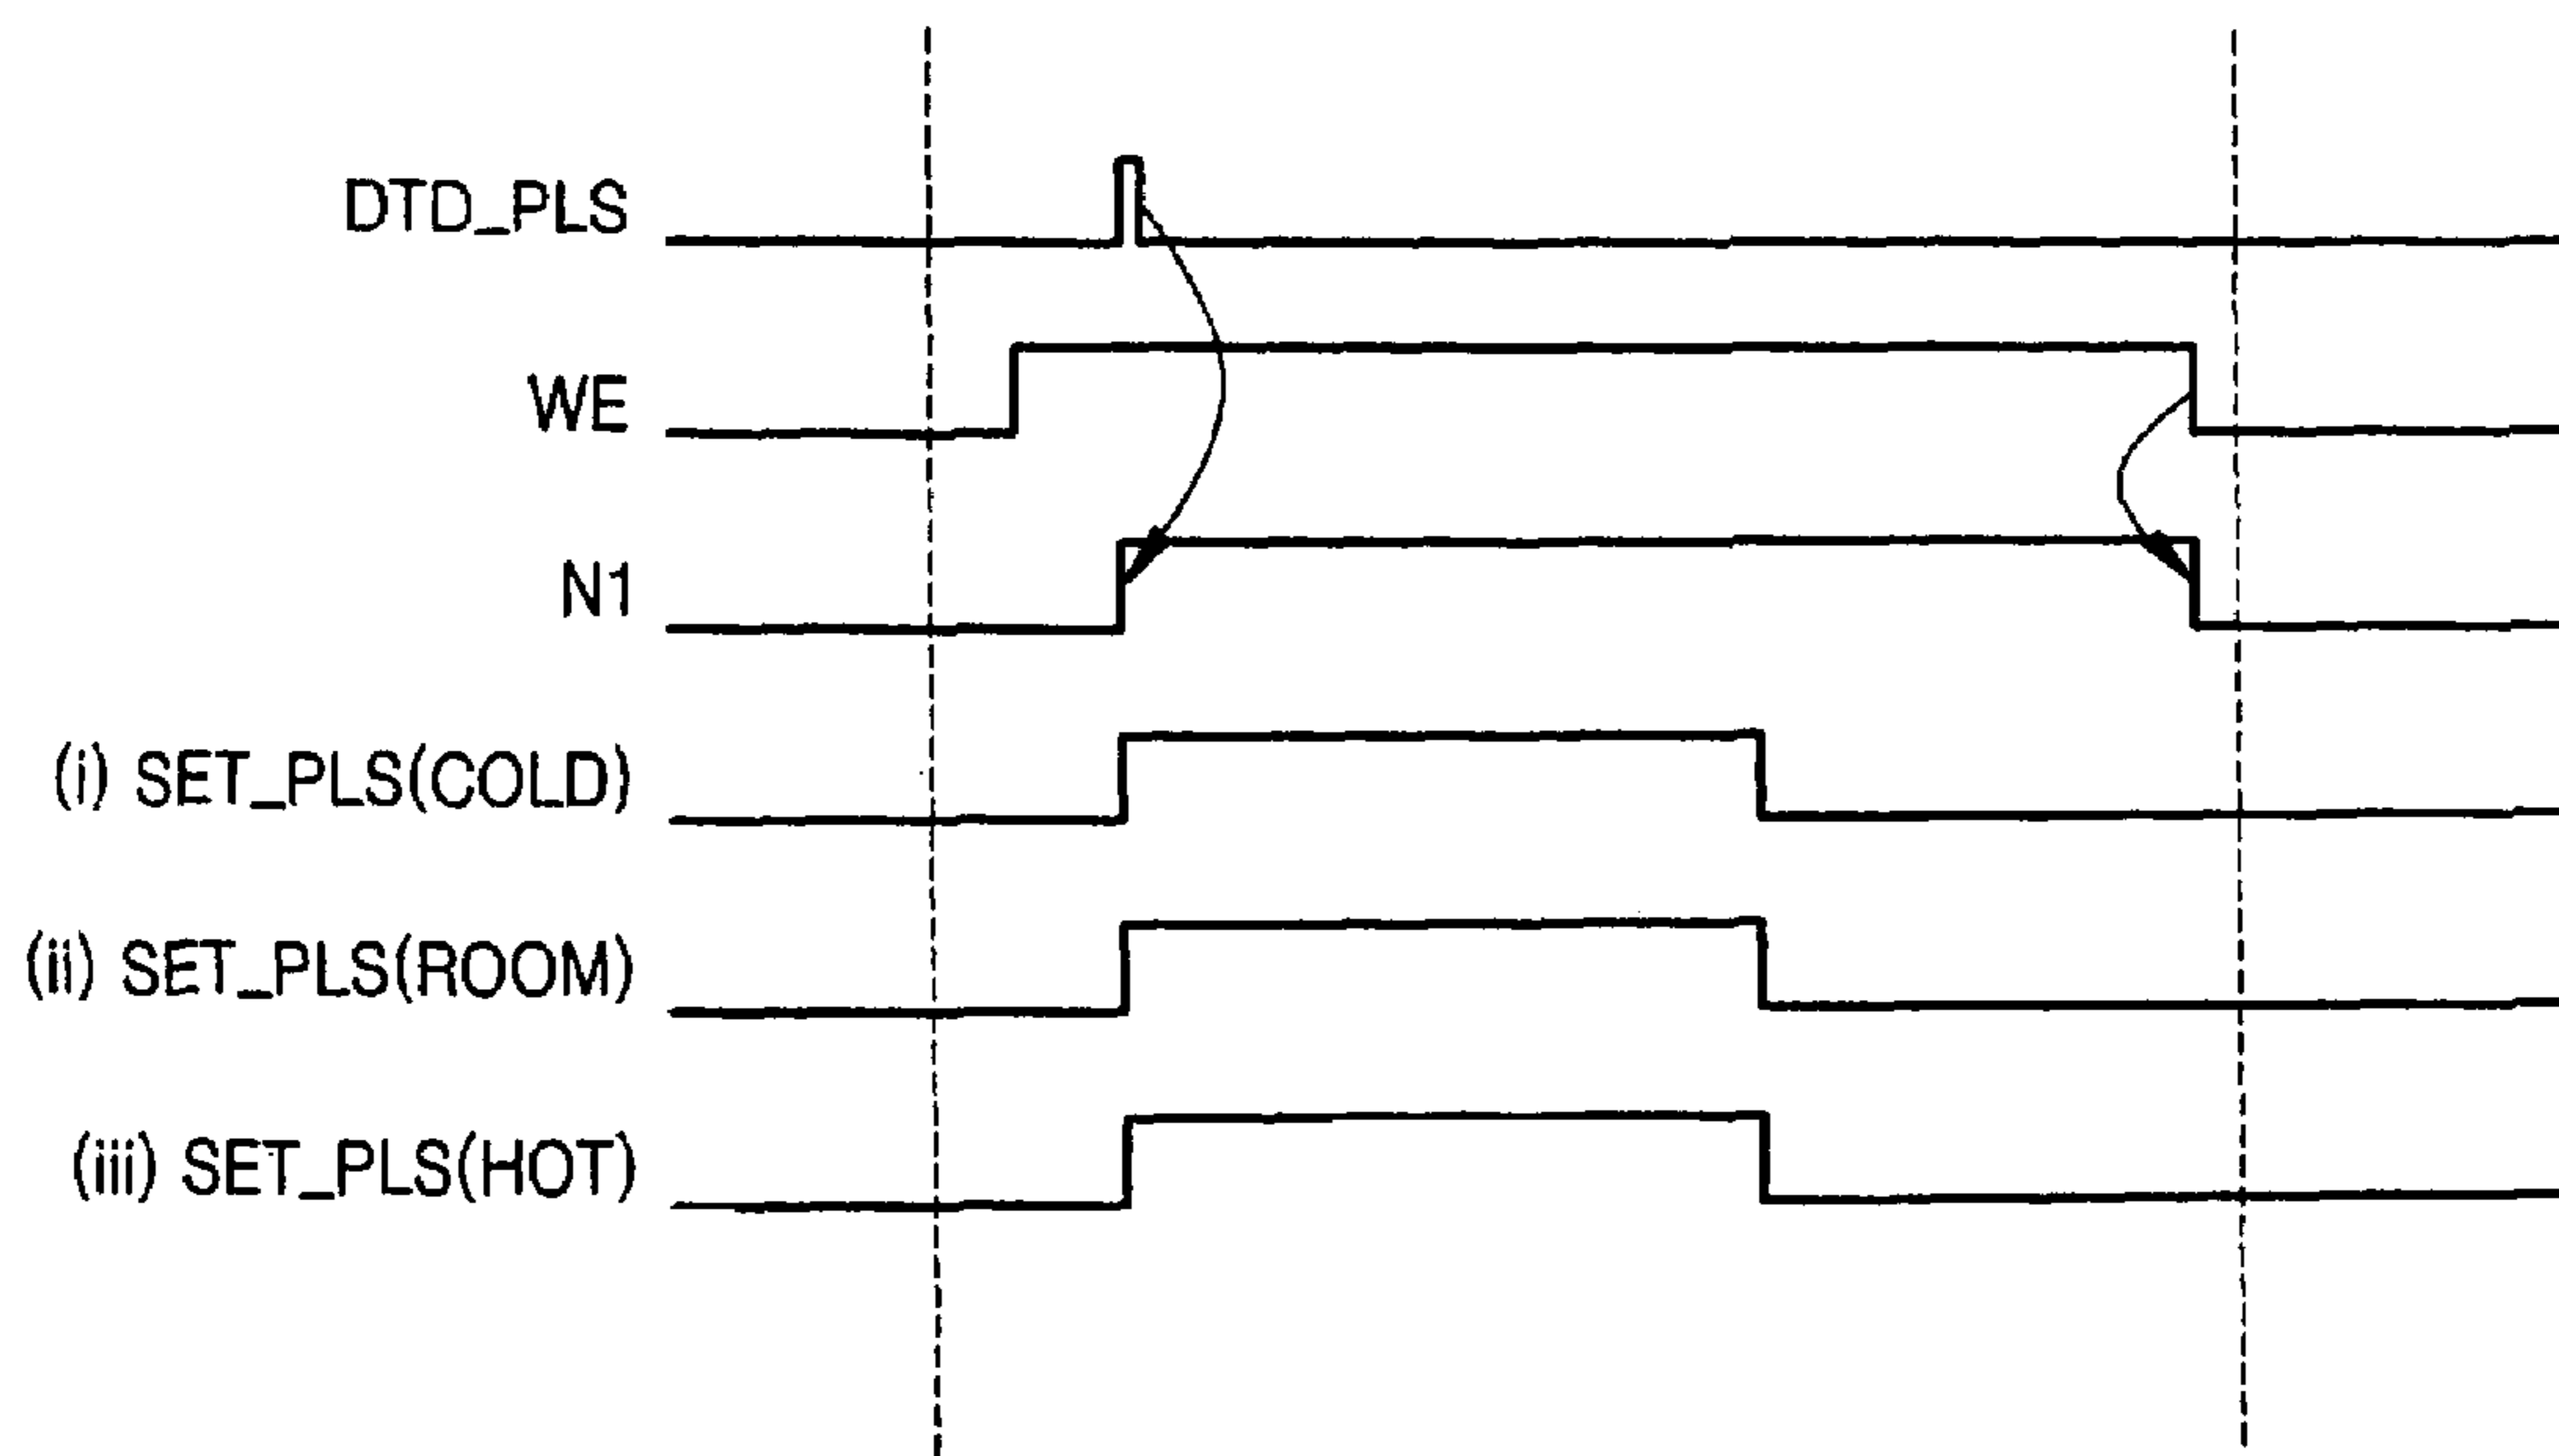 DTD_PLS
WE
N1
(i) SET_PLS(COLD)
(ii) SET_PLS(ROOM)
(iii) SET_PLS(HOT)